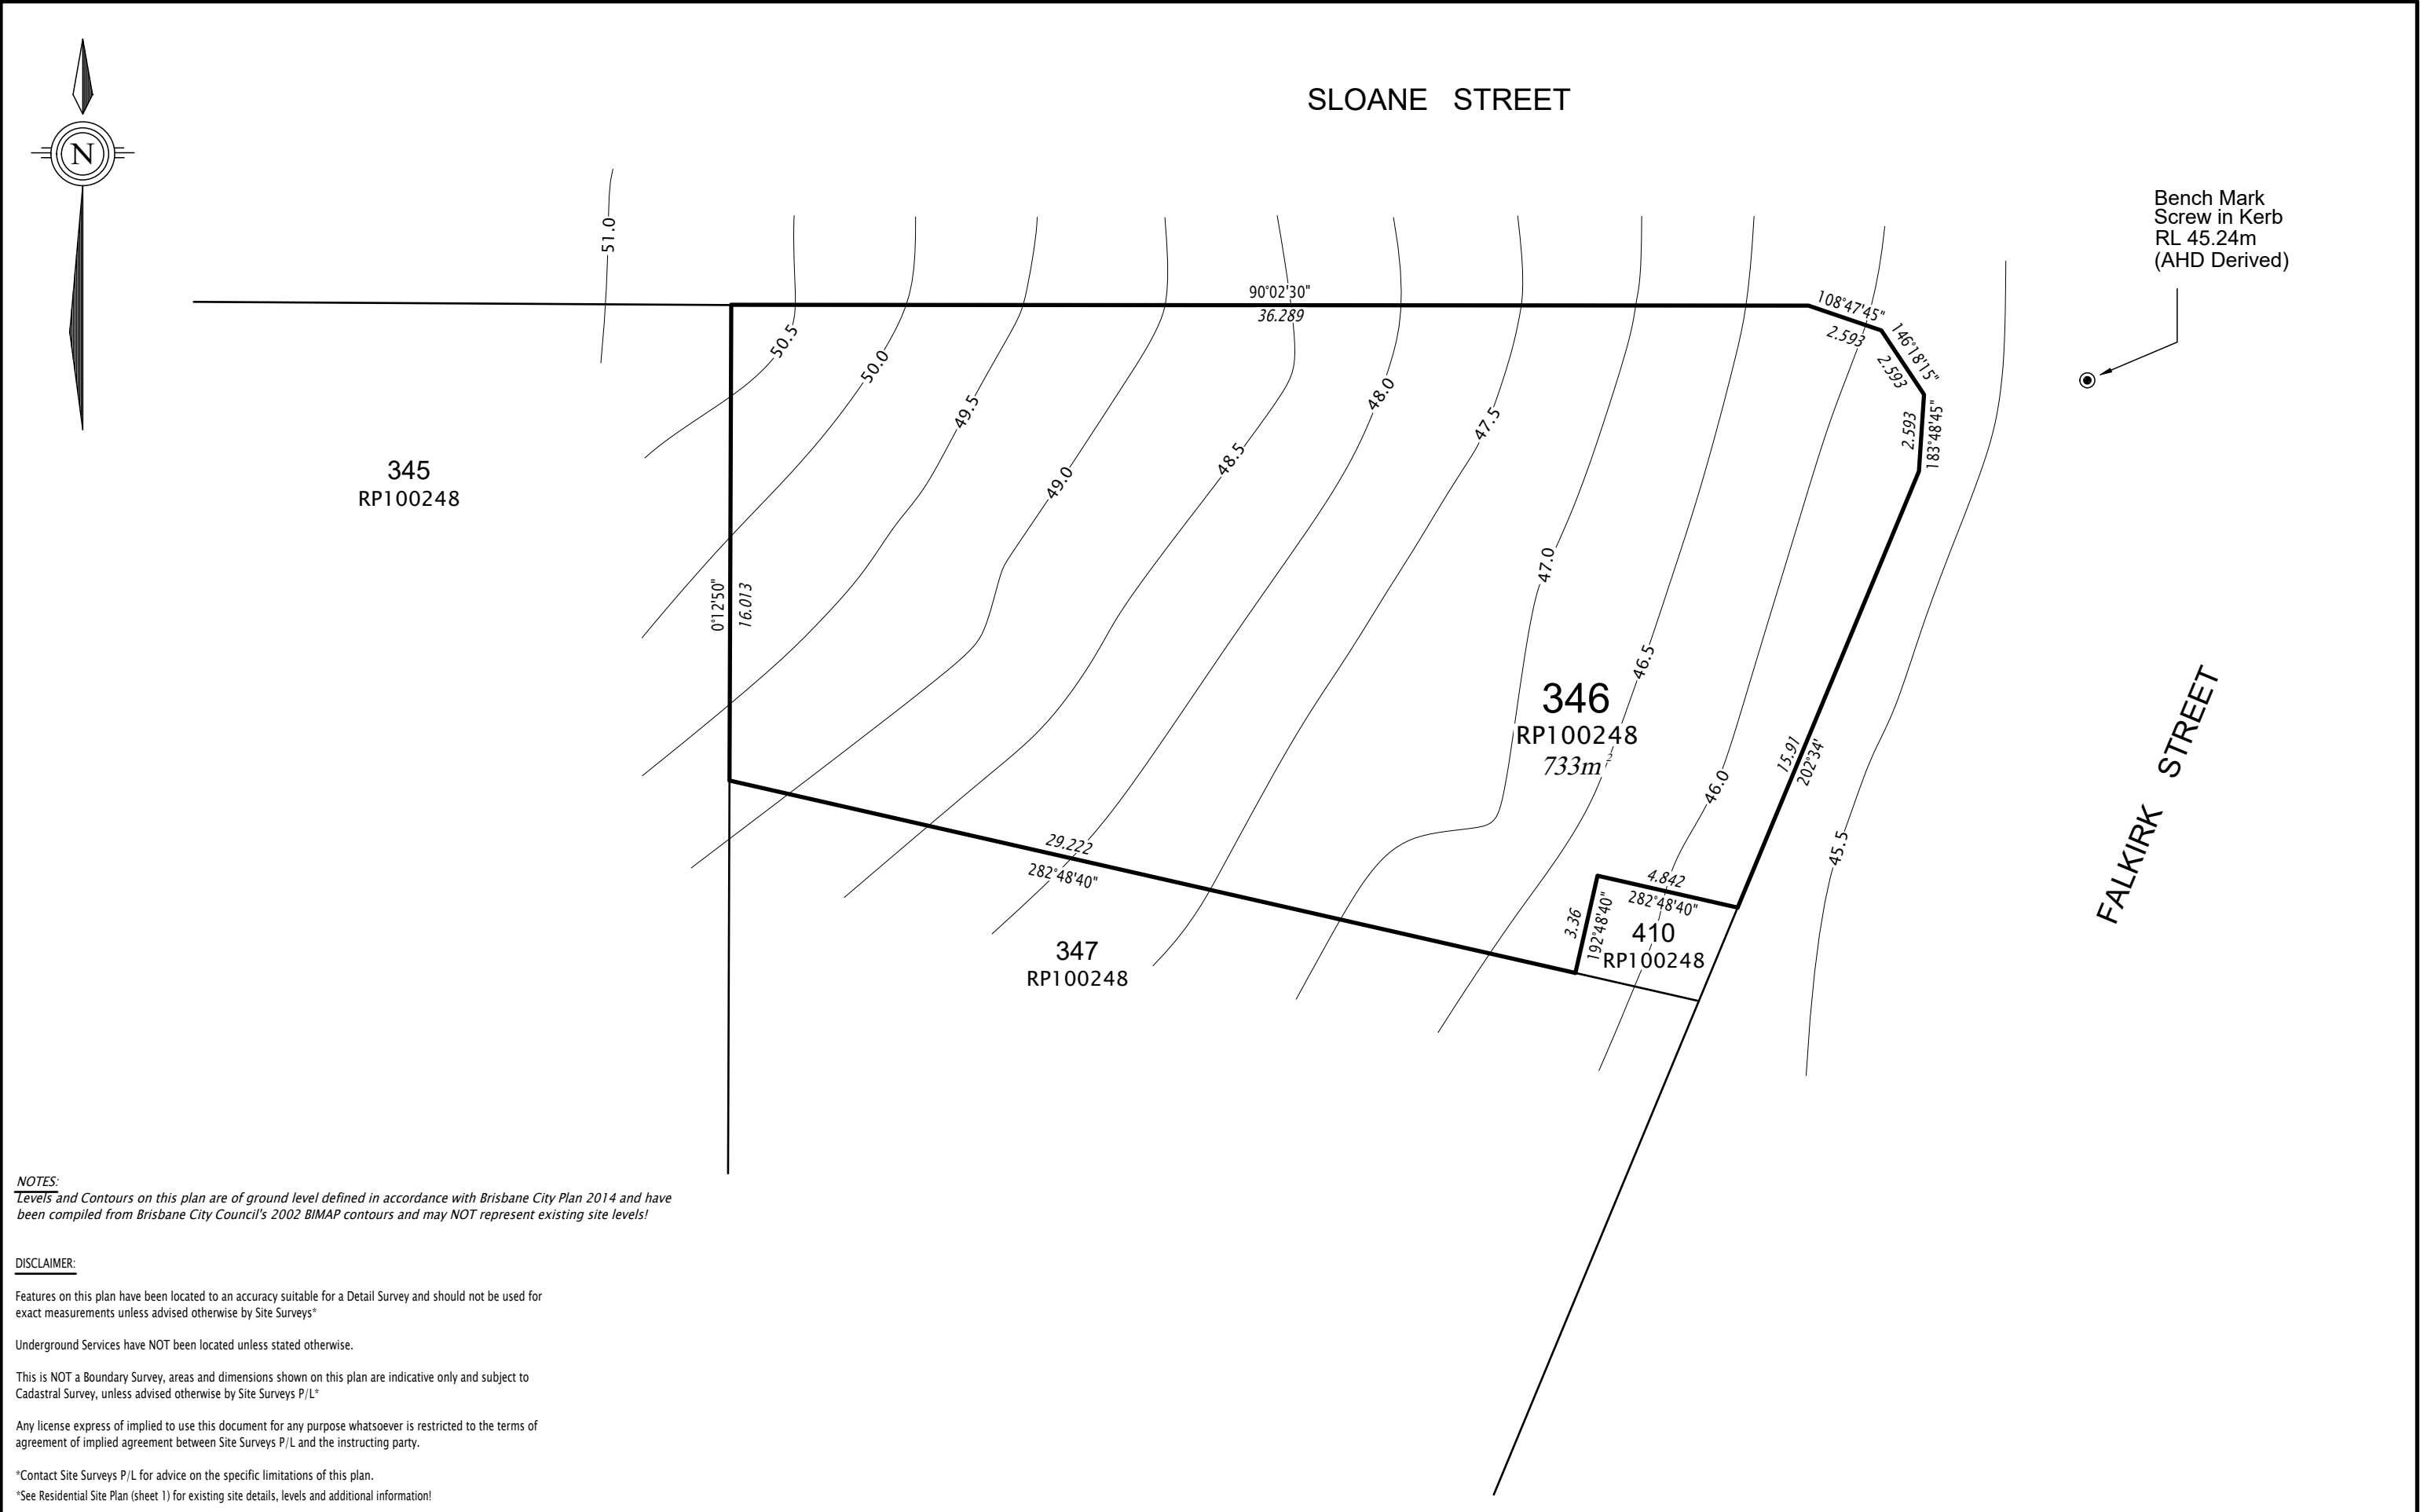 SLOANE STREET
N
Bench Mark
Screw in Kerb
RL 45.24m
(AHD Derived)
51.0
90°02'30"
36.289
108°47'45"
2.593
146°18'15"
2.593
2.593
183°48'45"
50.5
50.0
49.5
49.0
48.5
48.0
47.5
47.0
46.5
46.0
45.5
345
RP100248
0°12'50"
16.013
346
RP100248
733m²
15.91
202°34'
FALKIRK STREET
29.222
282°48'40"
4.842
282°48'40"
3.36
192°48'40"
410
RP100248
347
RP100248
NOTES:
Levels and Contours on this plan are of ground level defined in accordance with Brisbane City Plan 2014 and have
been compiled from Brisbane City Council's 2002 BIMAP contours and may NOT represent existing site levels!
DISCLAIMER:
Features on this plan have been located to an accuracy suitable for a Detail Survey and should not be used for
exact measurements unless advised otherwise by Site Surveys*
Underground Services have NOT been located unless stated otherwise.
This is NOT a Boundary Survey, areas and dimensions shown on this plan are indicative only and subject to
Cadastral Survey, unless advised otherwise by Site Surveys P/L*
Any license express of implied to use this document for any purpose whatsoever is restricted to the terms of
agreement of implied agreement between Site Surveys P/L and the instructing party.
*Contact Site Surveys P/L for advice on the specific limitations of this plan.
*See Residential Site Plan (sheet 1) for existing site details, levels and additional information!